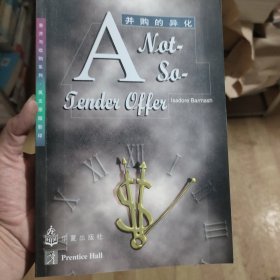 并购的异化
A Not-
So-
Tender Offer
Isadore Barmash
华夏出版社
Prentice Hall